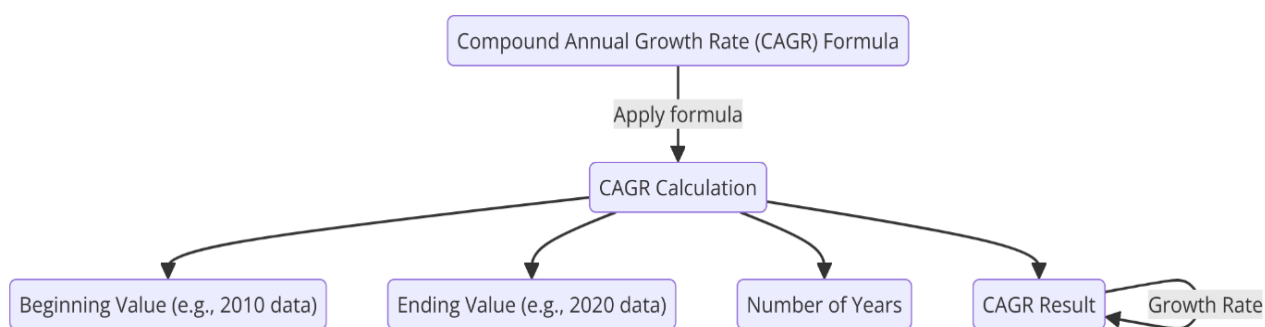 Compound Annual Growth Rate (CAGR) Formula
Apply formula
CAGR Calculation
Beginning Value (e.g., 2010 data)
Ending Value (e.g., 2020 data)
Number of Years
CAGR Result
Growth Rate